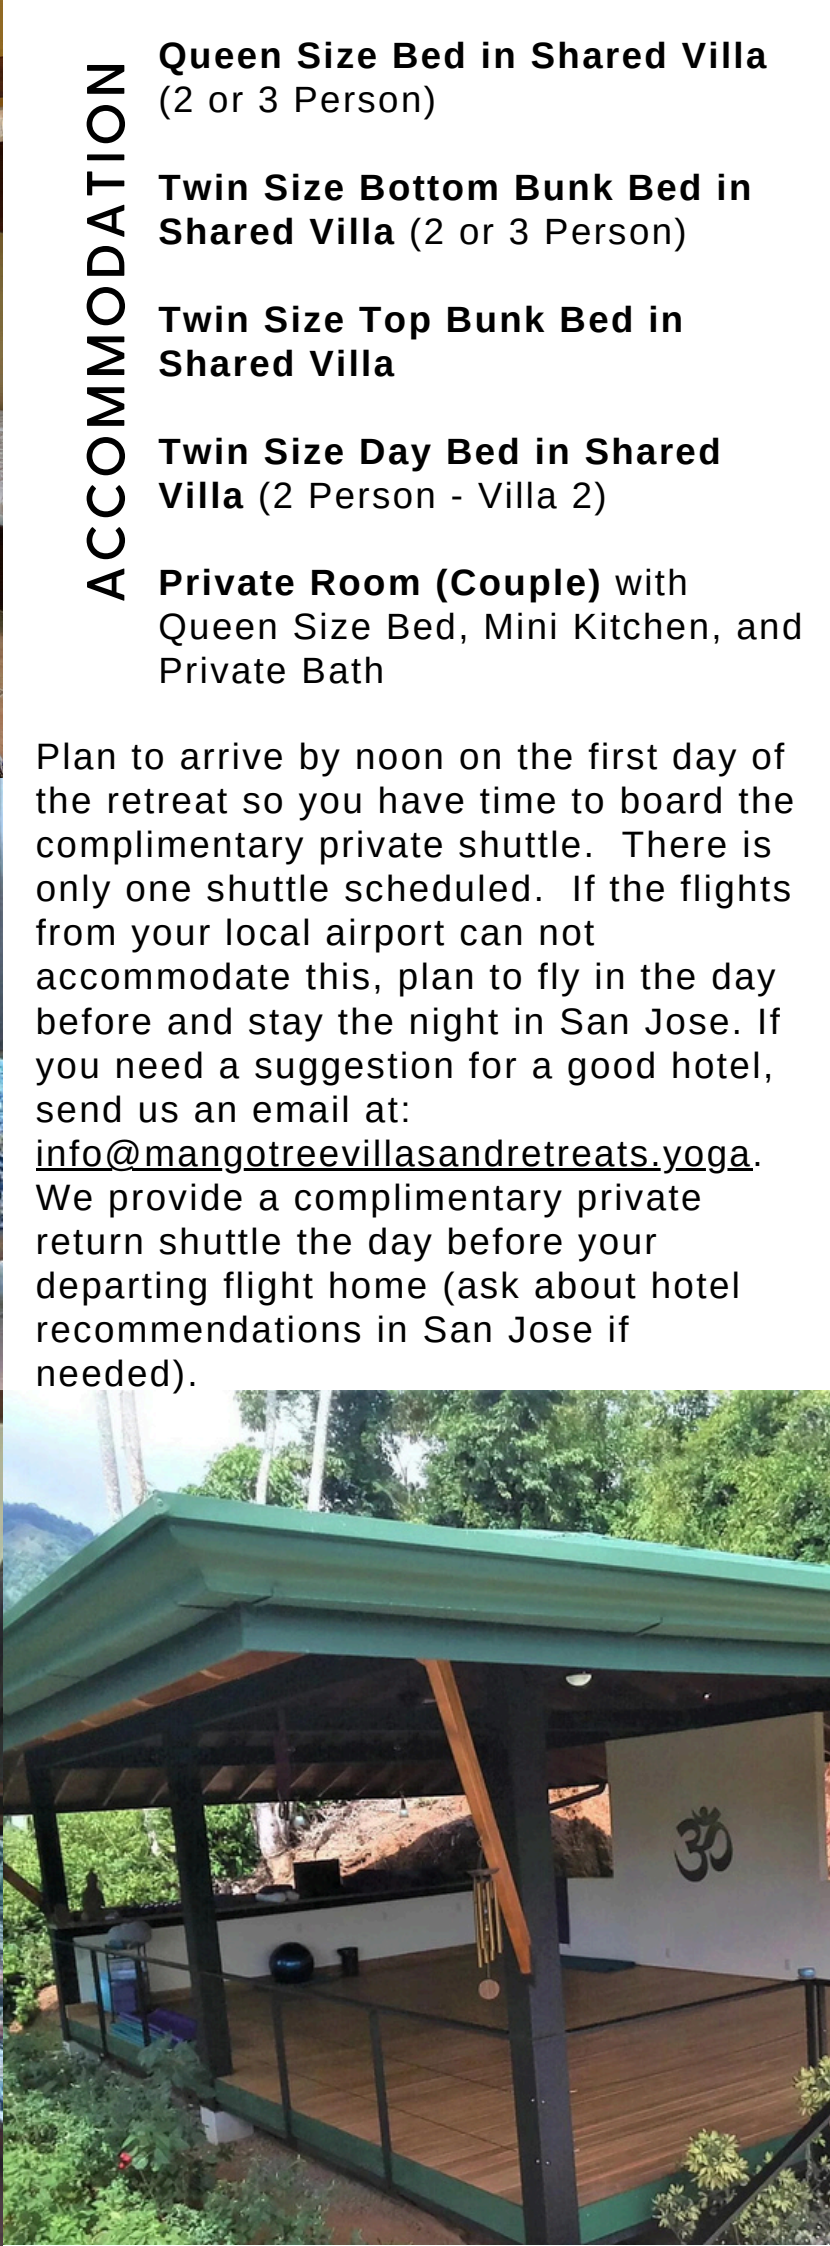 ACCOMMODATION
Queen Size Bed in Shared Villa
(2 or 3 Person)
Twin Size Bottom Bunk Bed in
Shared Villa (2 or 3 Person)
Twin Size Top Bunk Bed in
Shared Villa
Twin Size Day Bed in Shared
Villa (2 Person - Villa 2)
Private Room (Couple) with
Queen Size Bed, Mini Kitchen, and
Private Bath
Plan to arrive by noon on the first day of
the retreat so you have time to board the
complimentary private shuttle.  There is
only one shuttle scheduled.  If the flights
from your local airport can not
accommodate this, plan to fly in the day
before and stay the night in San Jose. If
you need a suggestion for a good hotel,
send us an email at:
info@mangotreevillasandretreats.yoga.
We provide a complimentary private
return shuttle the day before your
departing flight home (ask about hotel
recommendations in San Jose if
needed).
ॐ